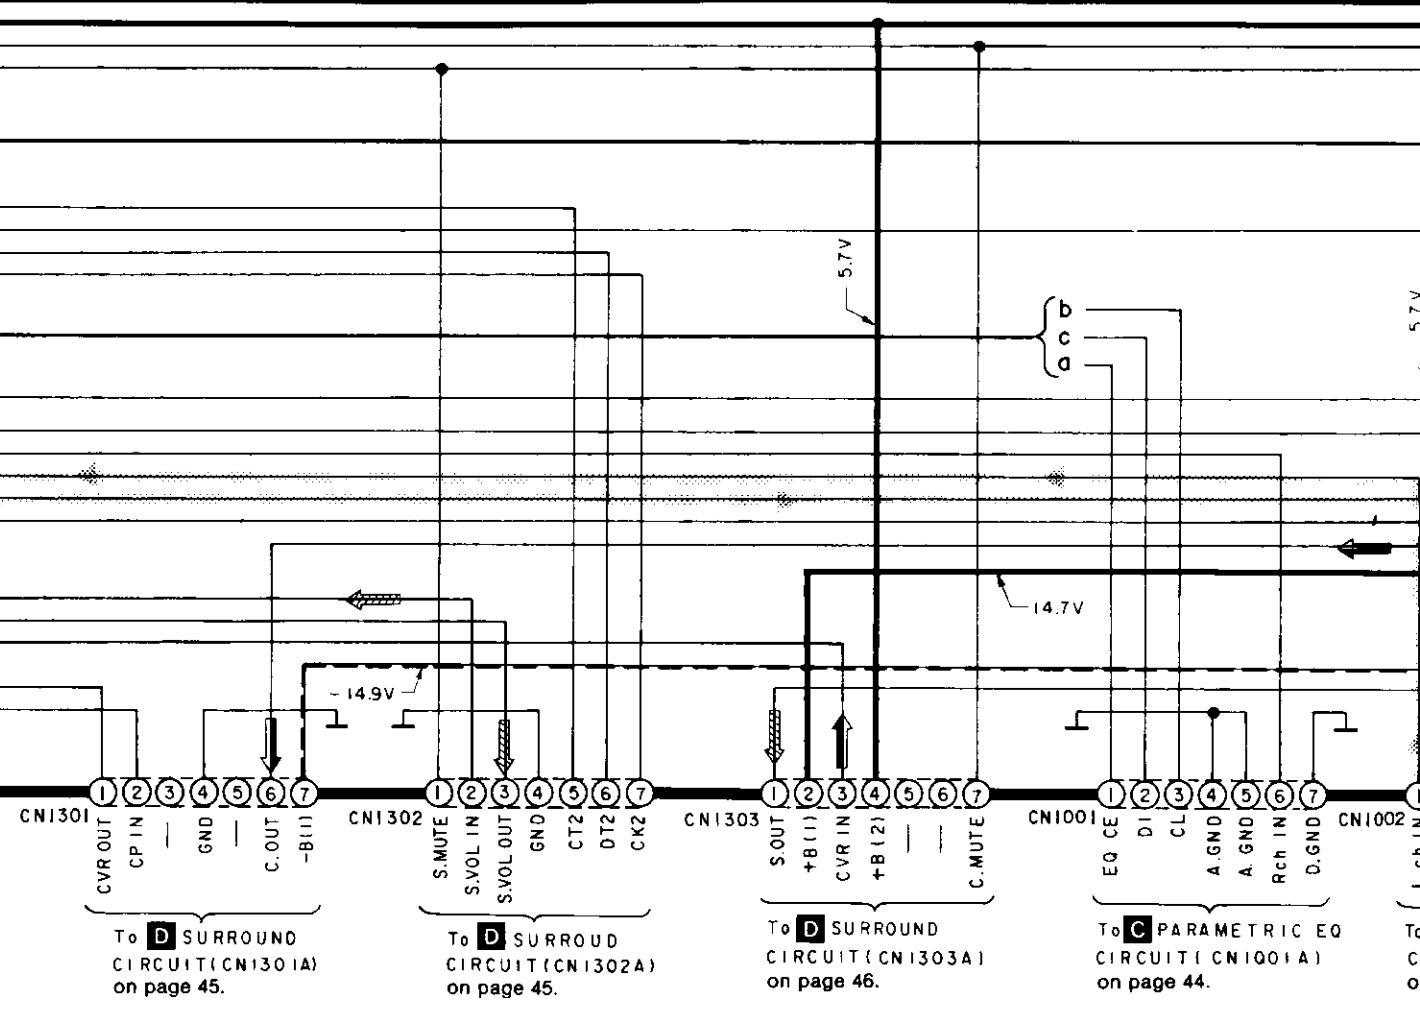 5.7V
5.7V
b
c
a
14.7V
- 14.9V
1 2 3 4 5 6 7
1 2 3 4 5 6 7
1 2 3 4 5 6 7
1 2 3 4 5 6 7
1
CN1301
CVR OUT
CP IN
—
GND
—
C.OUT
-B(1)
CN1302
S.MUTE
S.VOL IN
S.VOL OUT
GND
CT2
DT2
CK2
CN1303
S.OUT
+B(1)
CVR IN
+B(2)
—
—
C.MUTE
CN1001
EQ CE
DI
CL
A.GND
A.GND
Rch IN
D.GND
CN1002
L ch IN
To D SURROUND
CIRCUIT(CN1301A)
on page 45.
To D SURROUD
CIRCUIT(CN1302A)
on page 45.
To D SURROUND
CIRCUIT(CN1303A)
on page 46.
To C PARAMETRIC EQ
CIRCUIT(CN1001A)
on page 44.
To
C
o